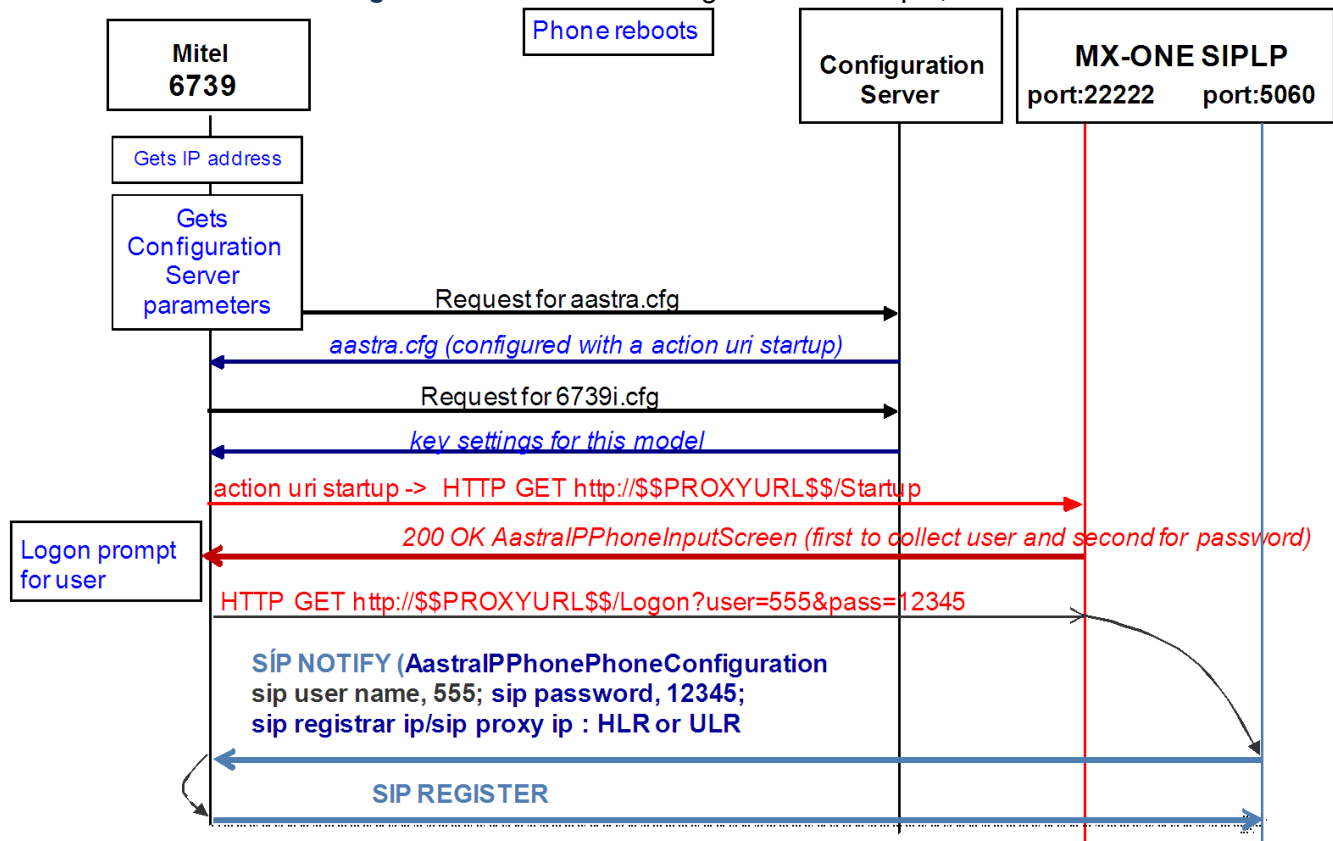 Phone reboots
Mitel
6739
Configuration
Server
MX-ONE SIPLP
port:22222 port:5060
Gets IP address
Gets
Configuration
Server
parameters
Request for aastra.cfg
aastra.cfg (configured with a action uri startup)
Request for 6739i.cfg
key settings for this model
action uri startup -> HTTP GET http://$$PROXYURL$$/Startup
200 OK AastraIPPhoneInputScreen (first to collect user and second for password)
Logon prompt
for user
HTTP GET http://$$PROXYURL$$/Logon?user=555&pass=12345
SÍP NOTIFY (AastraIPPhonePhoneConfiguration
sip user name, 555; sip password, 12345;
sip registrar ip/sip proxy ip : HLR or ULR
SIP REGISTER